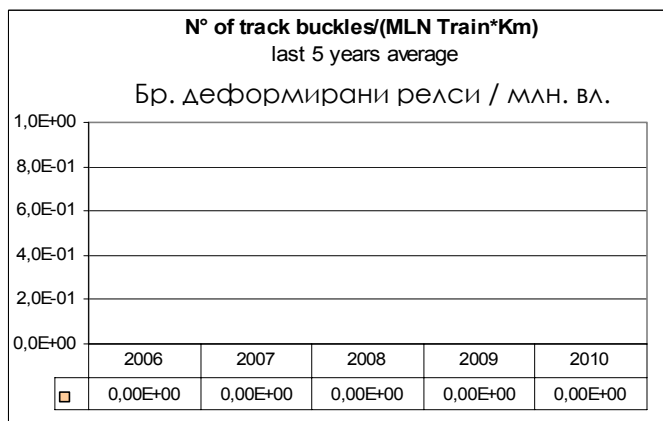 N° of track buckles/(MLN Train*Km)
last 5 years average
Бр. деформирани релси / млн. вл.
1,0E+00
8,0E-01
6,0E-01
4,0E-01
2,0E-01
0,0E+00
2006 2007 2008 2009 2010
0,00E+00 0,00E+00 0,00E+00 0,00E+00 0,00E+00